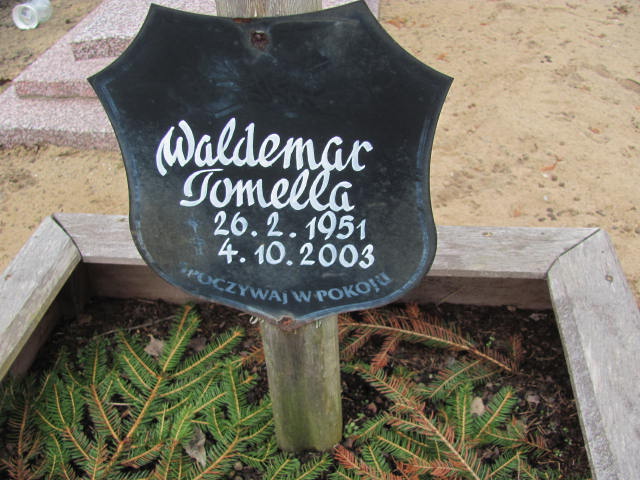 Waldemar
Tomella
26.2.1951
4.10.2003
SPOCZYWAJ W POKOJU